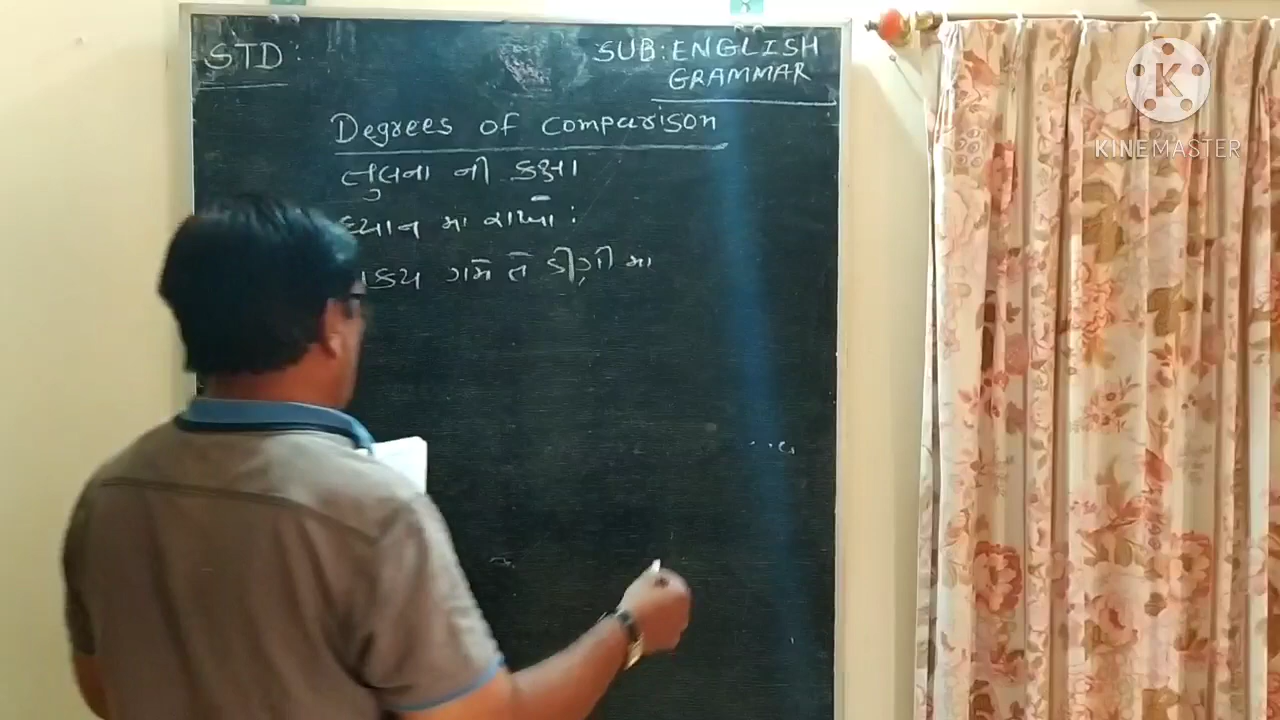 STD:
SUB: ENGLISH
GRAMMAR
Degrees of comparison
તુલના ની કક્ષા
ધ્યાન માં રાખો :
ગમે તે ડીગ્રી માં
K
KINEMASTER